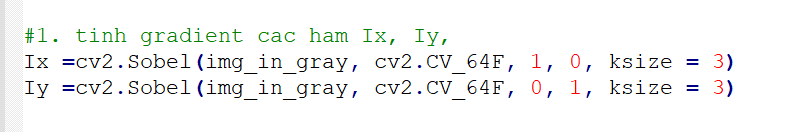 #1. tinh gradient cac ham Ix, Iy,
Ix =cv2.Sobel(img_in_gray, cv2.CV_64F, 1, 0, ksize = 3)
Iy =cv2.Sobel(img_in_gray, cv2.CV_64F, 0, 1, ksize = 3)